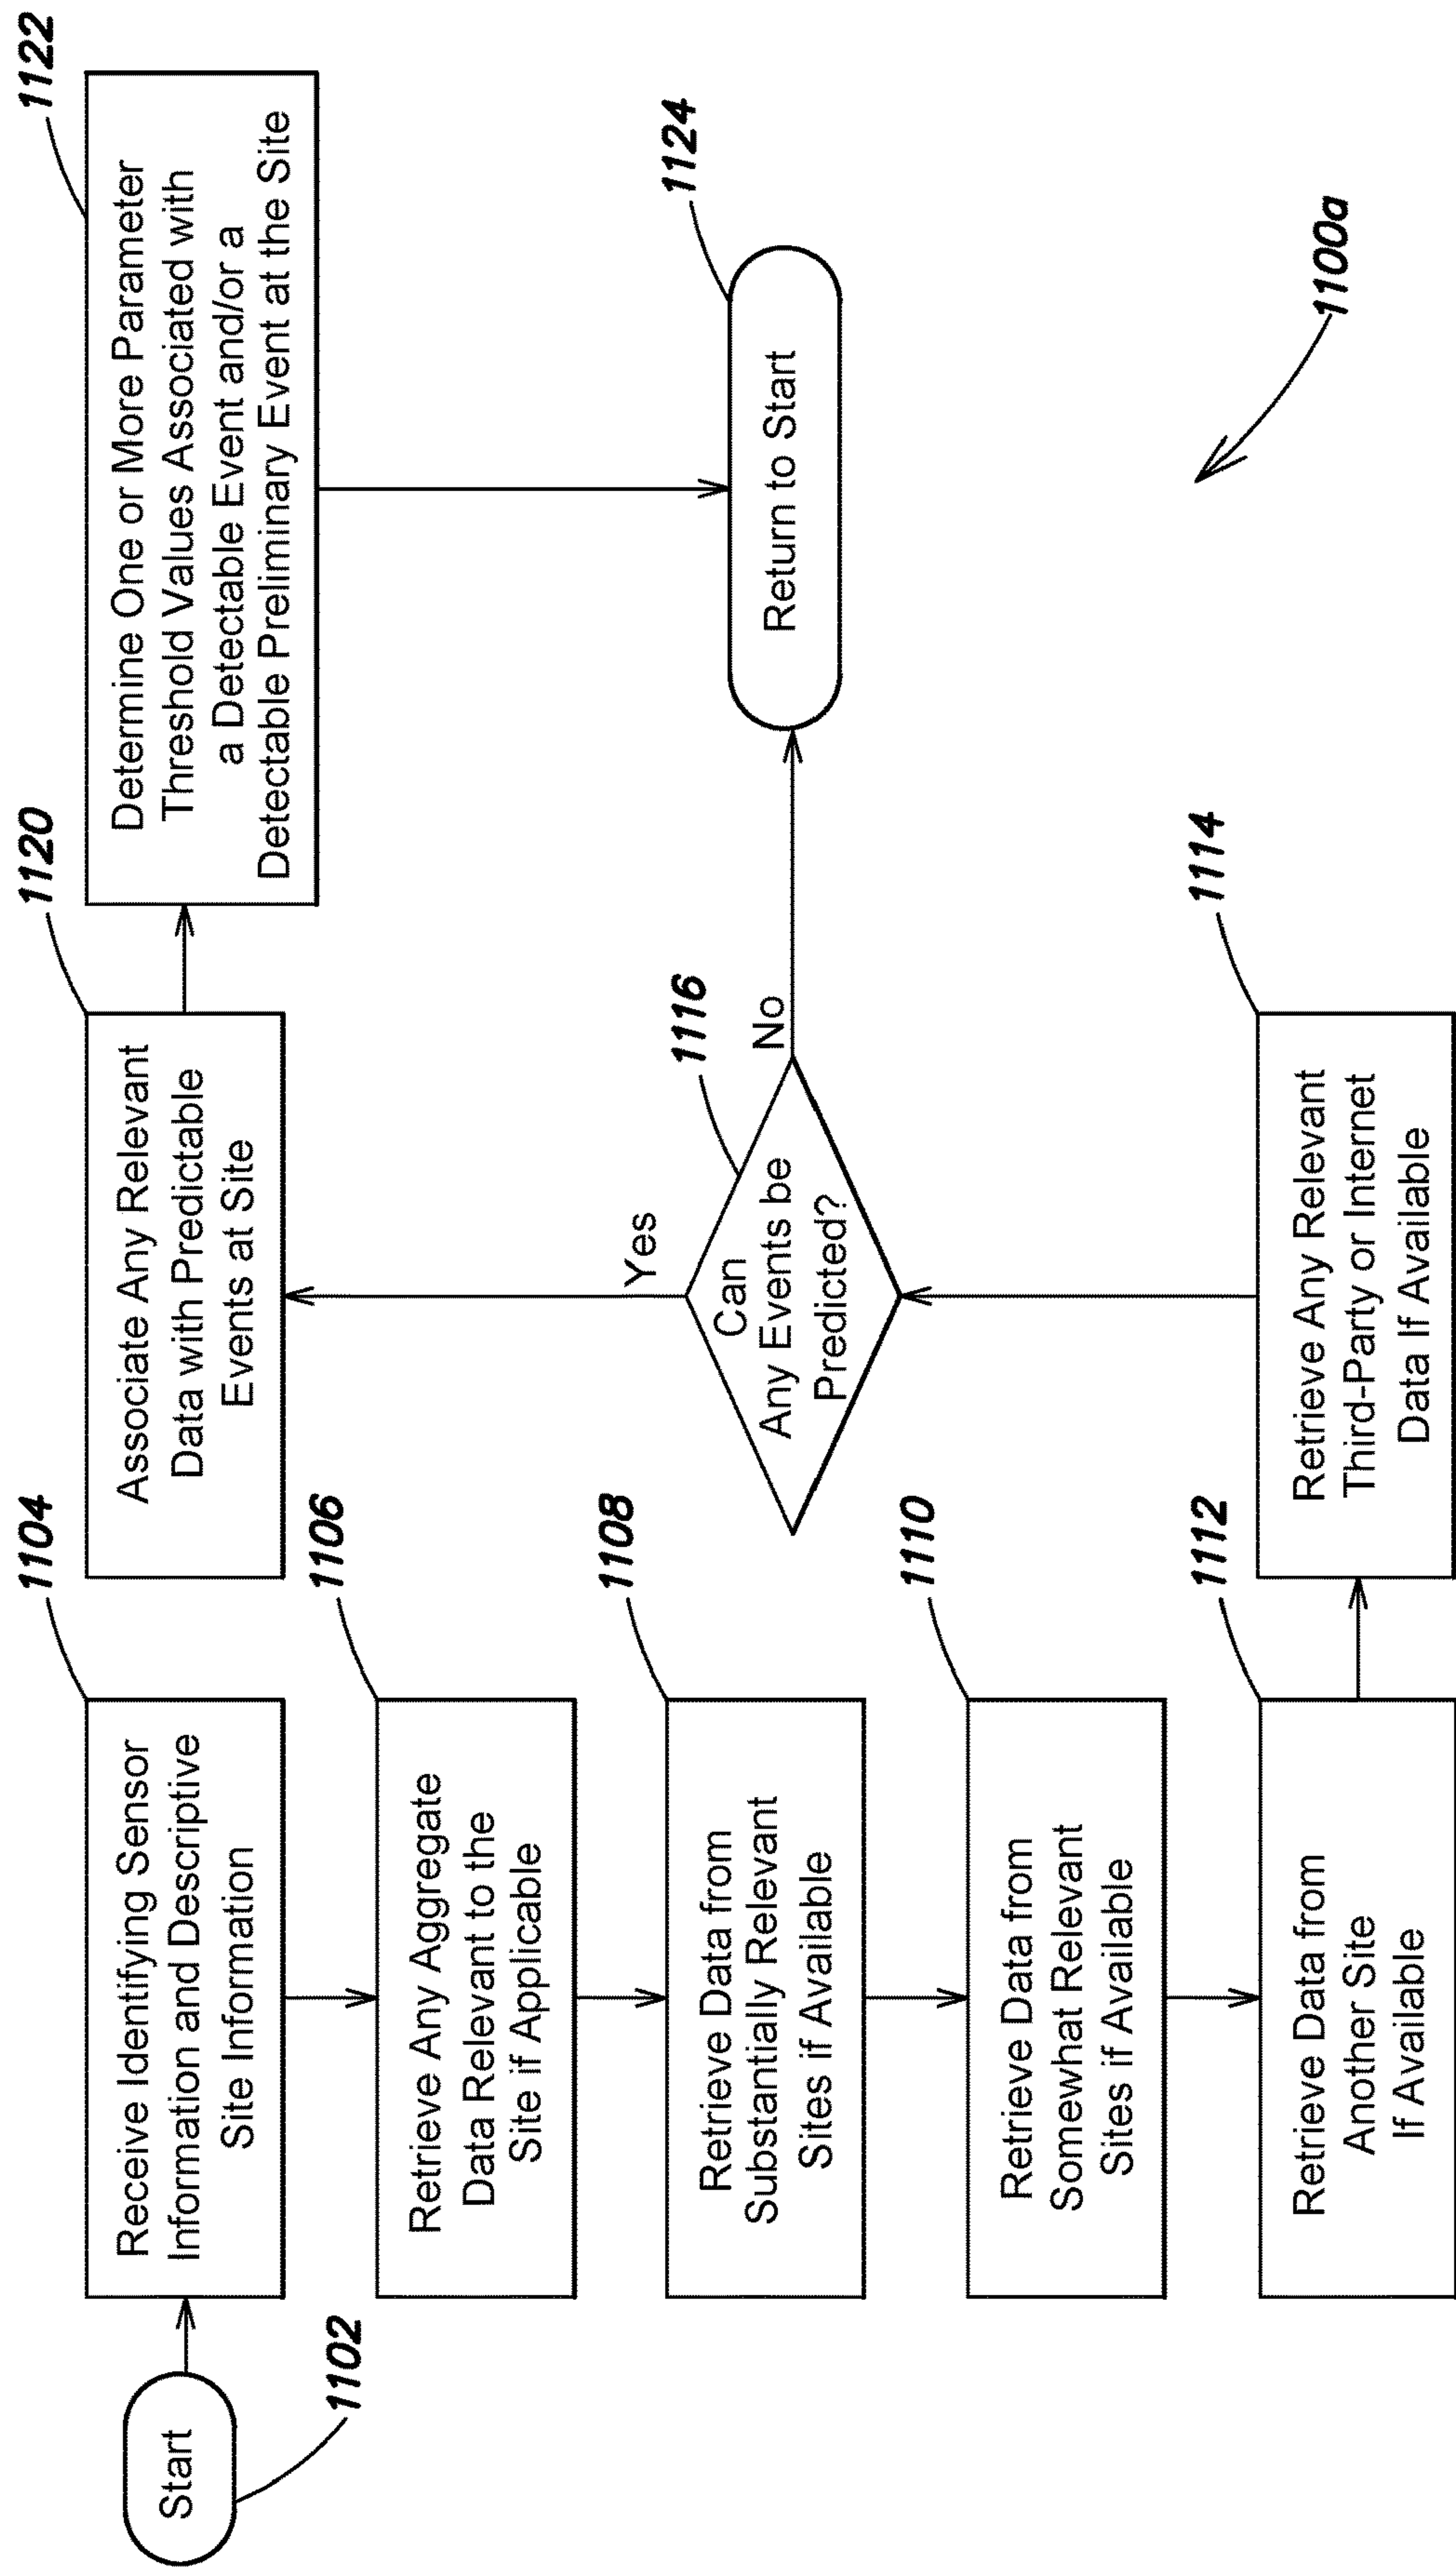 Start
1102
1104
Receive Identifying Sensor
Information and Descriptive
Site Information
1106
Retrieve Any Aggregate
Data Relevant to the
Site if Applicable
1108
Retrieve Data from
Substantially Relevant
Sites if Available
1110
Retrieve Data from
Somewhat Relevant
Sites if Available
1112
Retrieve Data from
Another Site
If Available
1114
Retrieve Any Relevant
Third-Party or Internet
Data If Available
1116
Can
Any Events be
Predicted?
Yes
No
1120
Associate Any Relevant
Data with Predictable
Events at Site
1122
Determine One or More Parameter
Threshold Values Associated with
a Detectable Event and/or a
Detectable Preliminary Event at the Site
1124
Return to Start
1100a